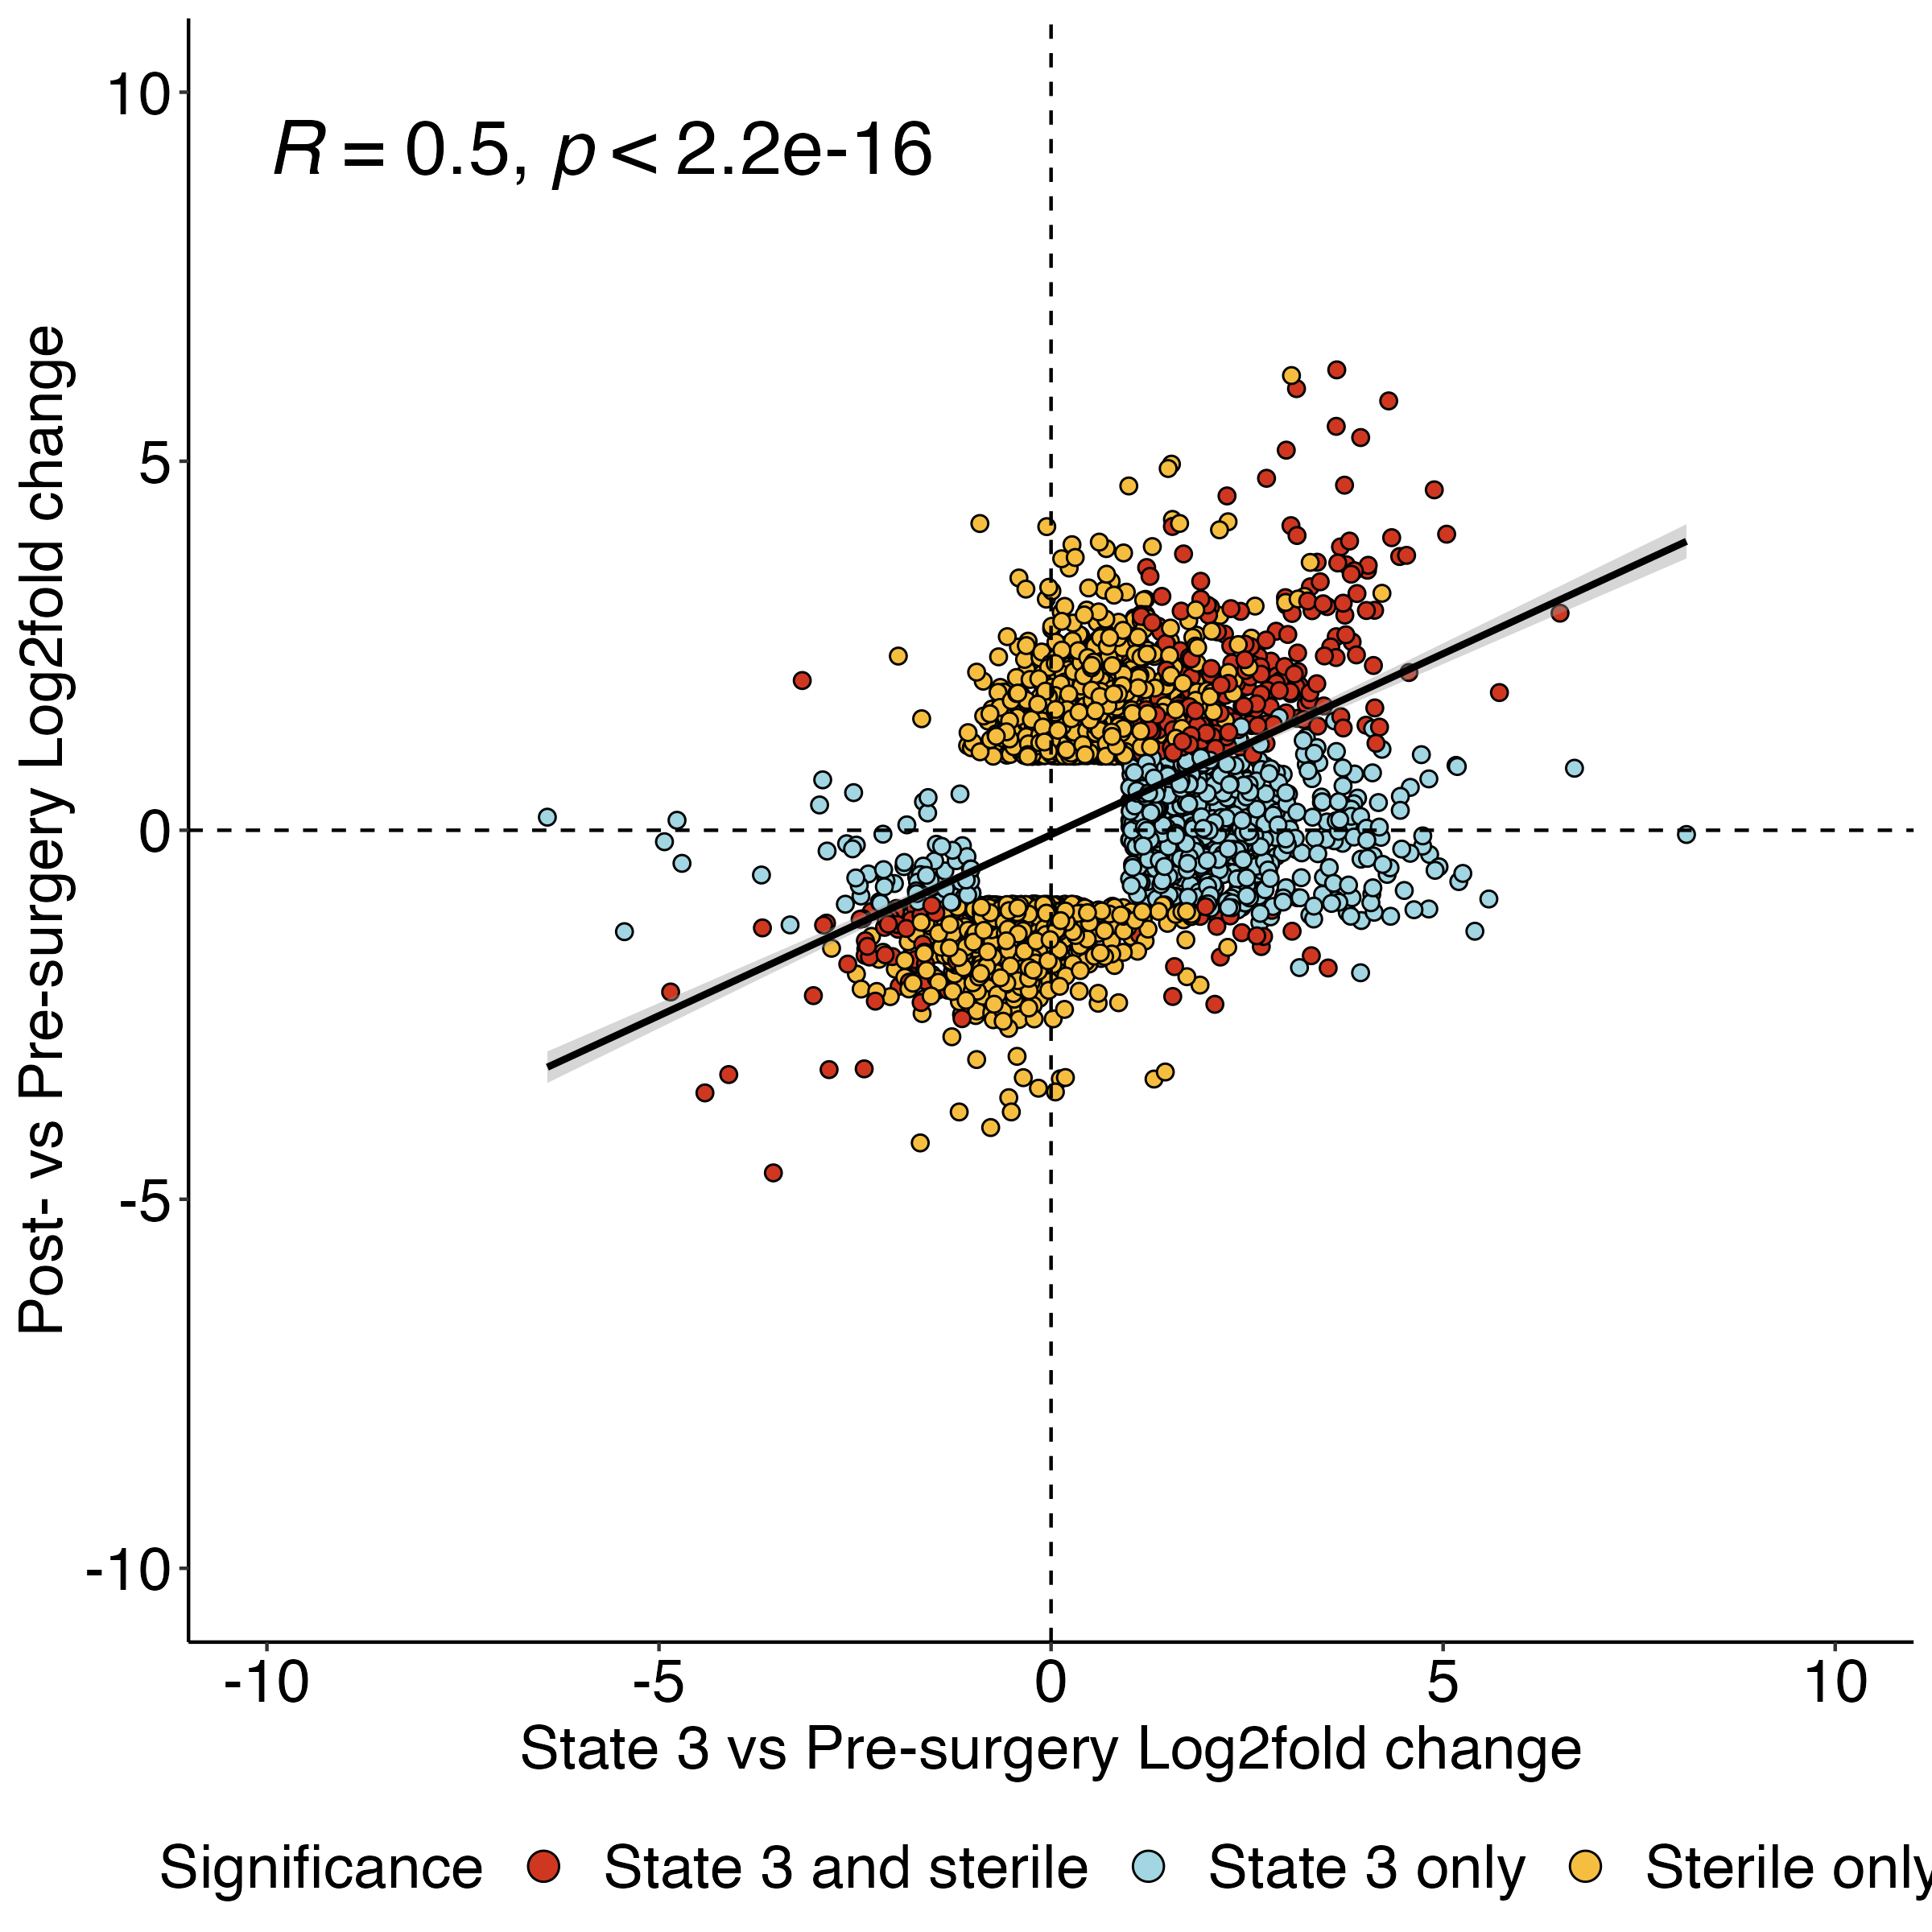 R = 0.5, p < 2.2e-16
10
5
0
-5
-10
Post- vs Pre-surgery Log2fold change
-10 -5 0 5 10
State 3 vs Pre-surgery Log2fold change
Significance State 3 and sterile State 3 only Sterile only